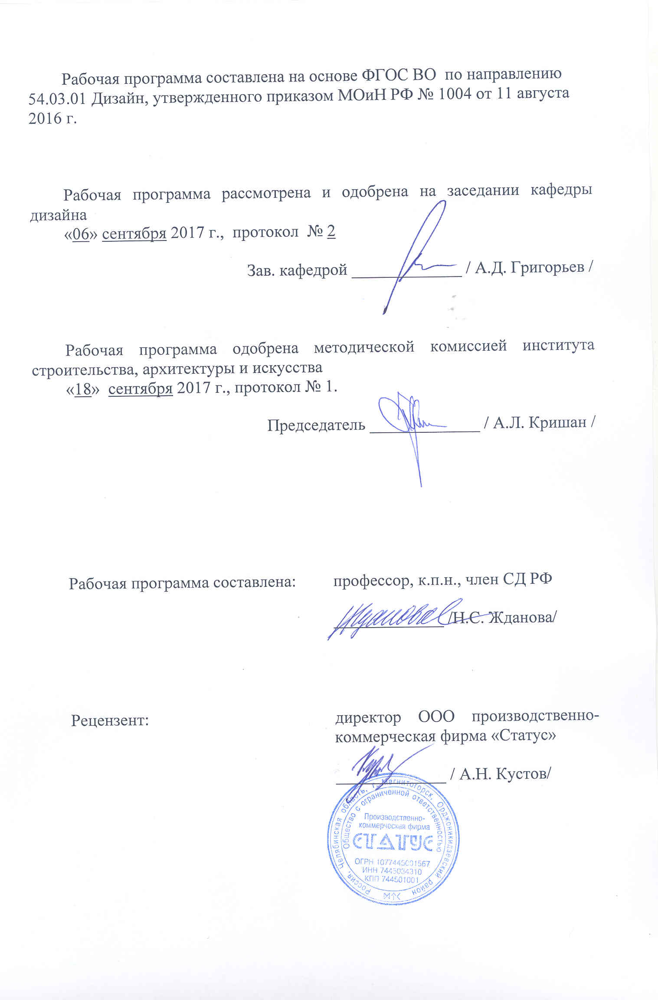 Рабочая программа составлена на основе ФГОС ВО по направлению
54.03.01 Дизайн, утвержденного приказом МОиН РФ № 1004 от 11 августа
2016 г.
Рабочая программа рассмотрена и одобрена на заседании кафедры
дизайна
«06» сентября 2017 г., протокол № 2
Зав. кафедрой _____________ / А.Д. Григорьев /
Рабочая программа одобрена методической комиссией института
строительства, архитектуры и искусства
«18» сентября 2017 г., протокол № 1.
Председатель _____________ / А.Л. Кришан /
Рабочая программа составлена: профессор, к.п.н., член СД РФ
_____________ /Н.С. Жданова/
Рецензент: директор ООО производственно-
коммерческая фирма «Статус»
_____________ / А.Н. Кустов/
Россия, Челябинская область, г. Магнитогорск, Орджоникидзевский район
Общество с ограниченной ответственностью
Производственно-
коммерческая фирма
СТАТУС
ОГРН 1077445001567
ИНН 7445034310
КПП 744501001